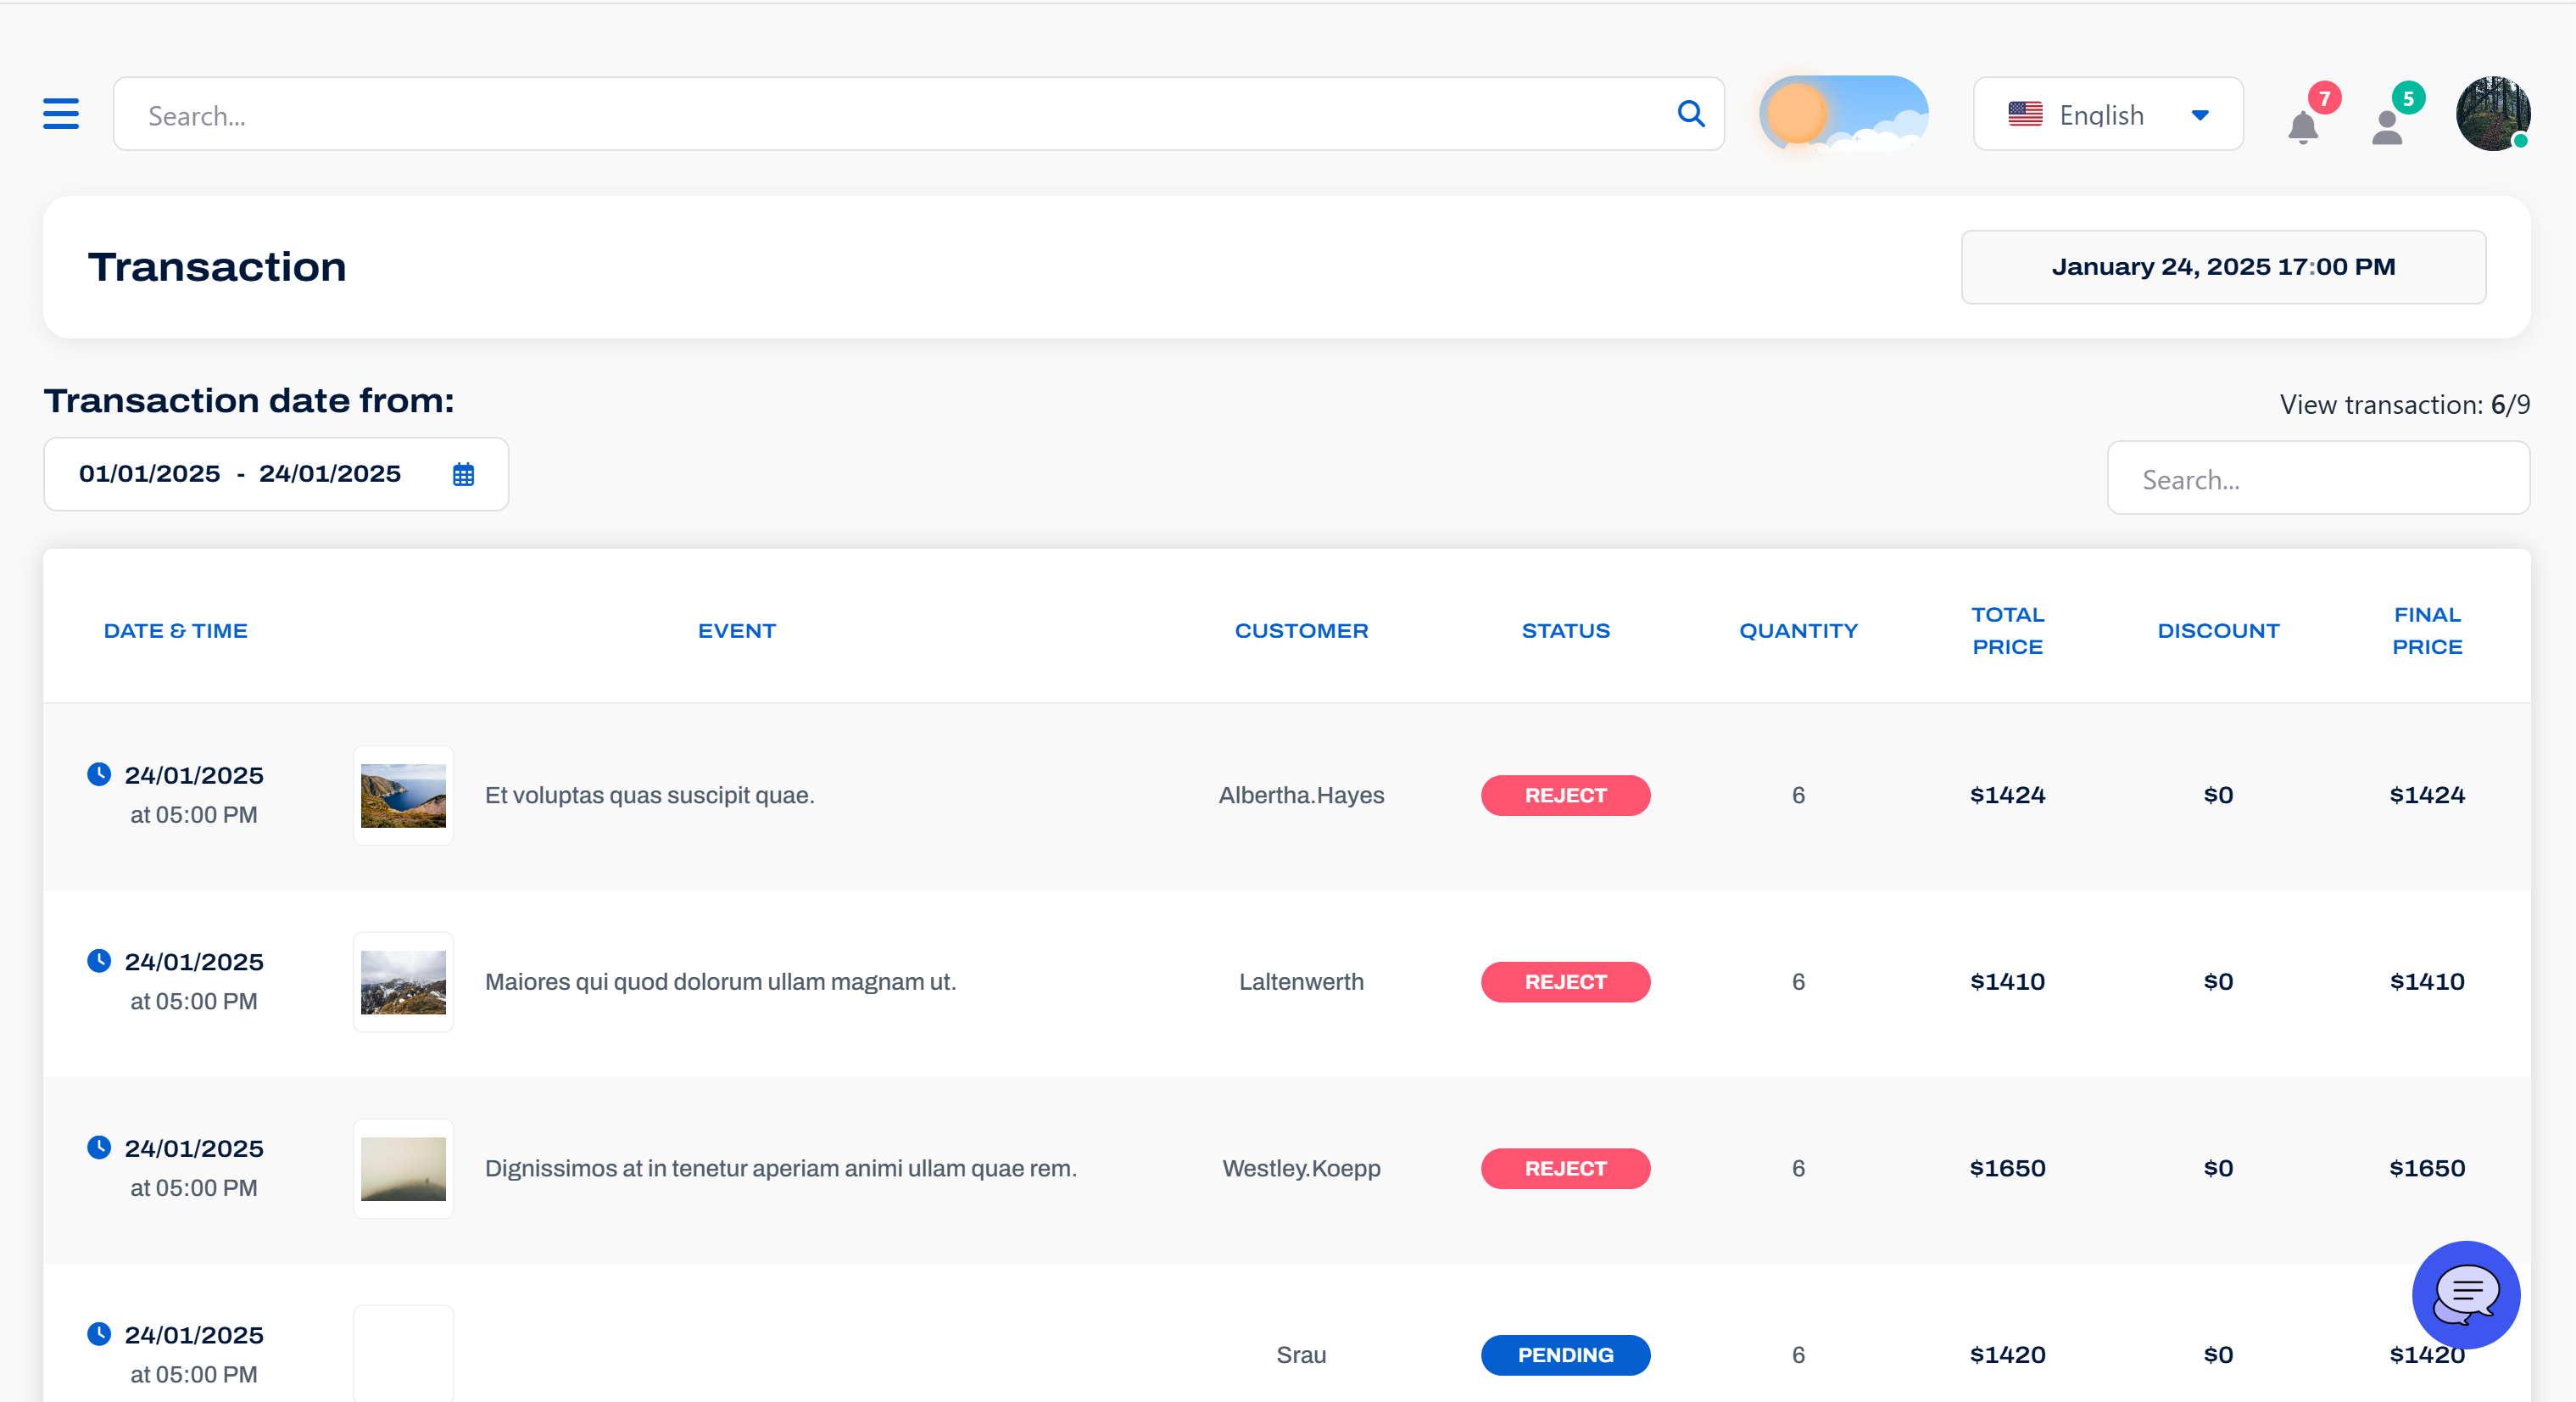 Search...
English
7
5
Transaction
January 24, 2025 17:00 PM
Transaction date from:
View transaction: 6/9
01/01/2025 - 24/01/2025
Search...
DATE & TIME EVENT CUSTOMER STATUS QUANTITY TOTAL PRICE DISCOUNT FINAL PRICE
24/01/2025
at 05:00 PM
Et voluptas quas suscipit quae. Albertha.Hayes REJECT 6 $1424 $0 $1424
24/01/2025
at 05:00 PM
Maiores qui quod dolorum ullam magnam ut. Laltenwerth REJECT 6 $1410 $0 $1410
24/01/2025
at 05:00 PM
Dignissimos at in tenetur aperiam animi ullam quae rem. Westley.Koepp REJECT 6 $1650 $0 $1650
24/01/2025
at 05:00 PM
Srau PENDING 6 $1420 $0 $1420